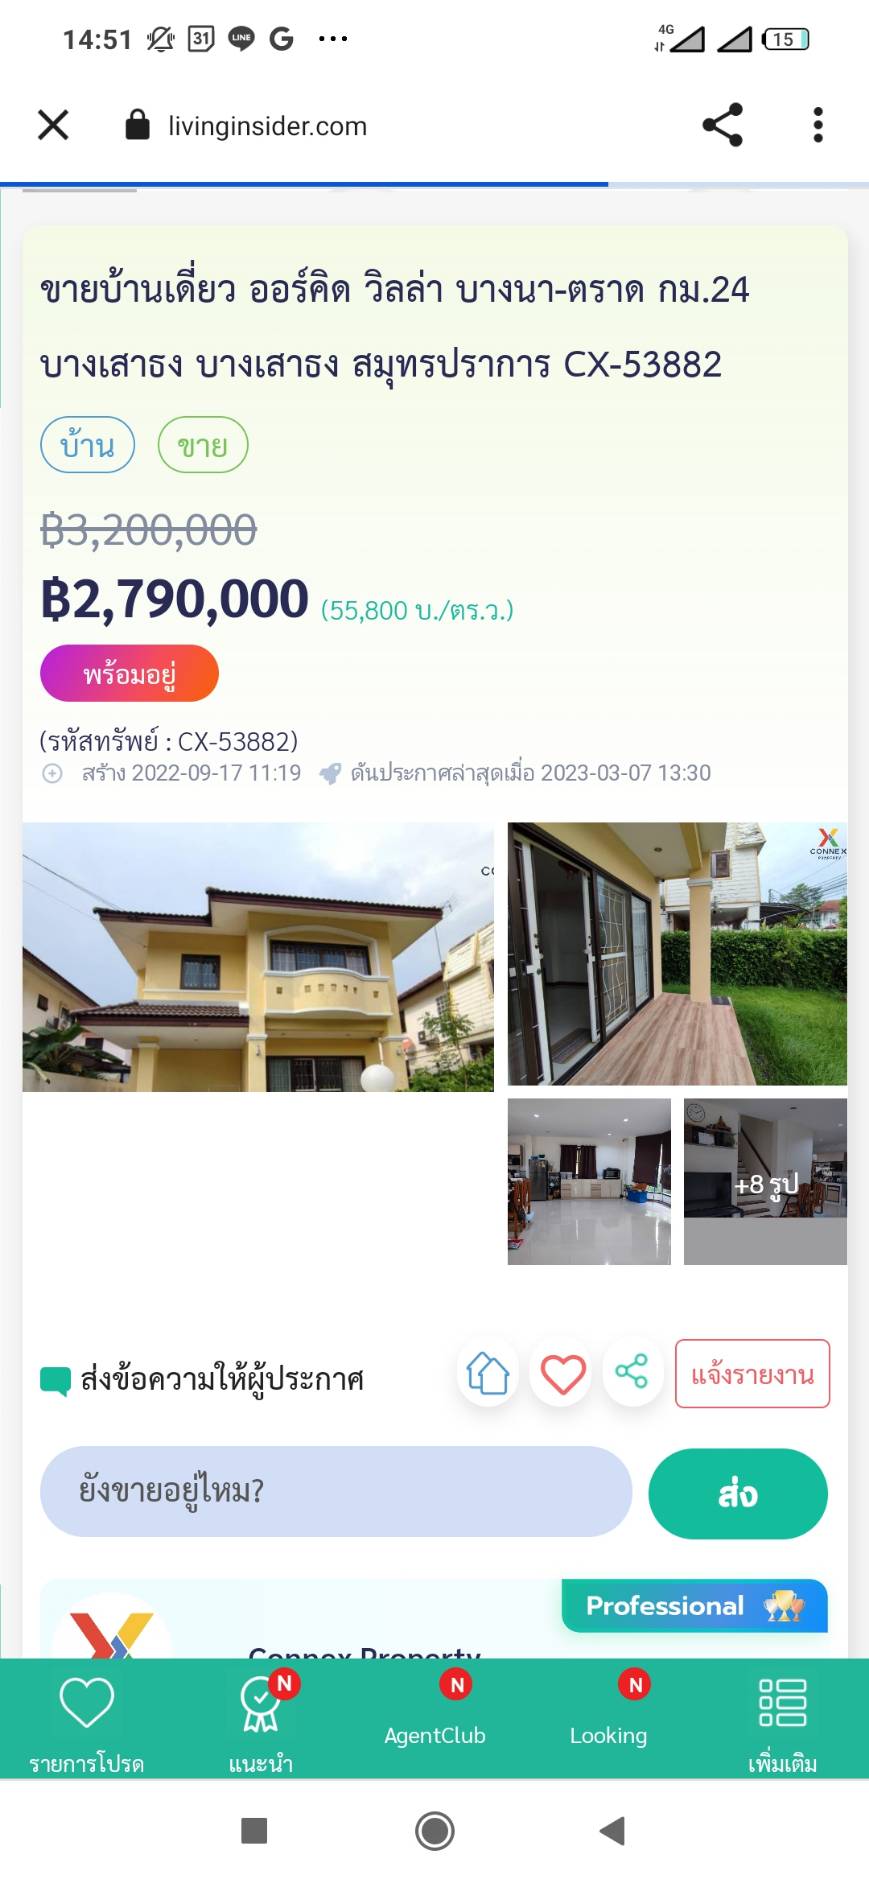 14:51
31
LINE
G
4G
15
livinginsider.com
ขายบ้านเดี่ยว ออร์คิด วิลล่า บางนา-ตราด กม.24
บางเสาธง บางเสาธง สมุทรปราการ CX-53882
บ้าน ขาย
฿3,200,000
฿2,790,000 (55,800 บ./ตร.ว.)
พร้อมอยู่
(รหัสทรัพย์ : CX-53882)
สร้าง 2022-09-17 11:19 ดันประกาศล่าสุดเมื่อ 2023-03-07 13:30
CONNEX
PROPERTY
+8 รูป
ส่งข้อความให้ผู้ประกาศ
แจ้งรายงาน
ยังขายอยู่ไหม?
ส่ง
Professional
Connex Property
N
N
N
รายการโปรด
แนะนำ
AgentClub
Looking
เพิ่มเติม